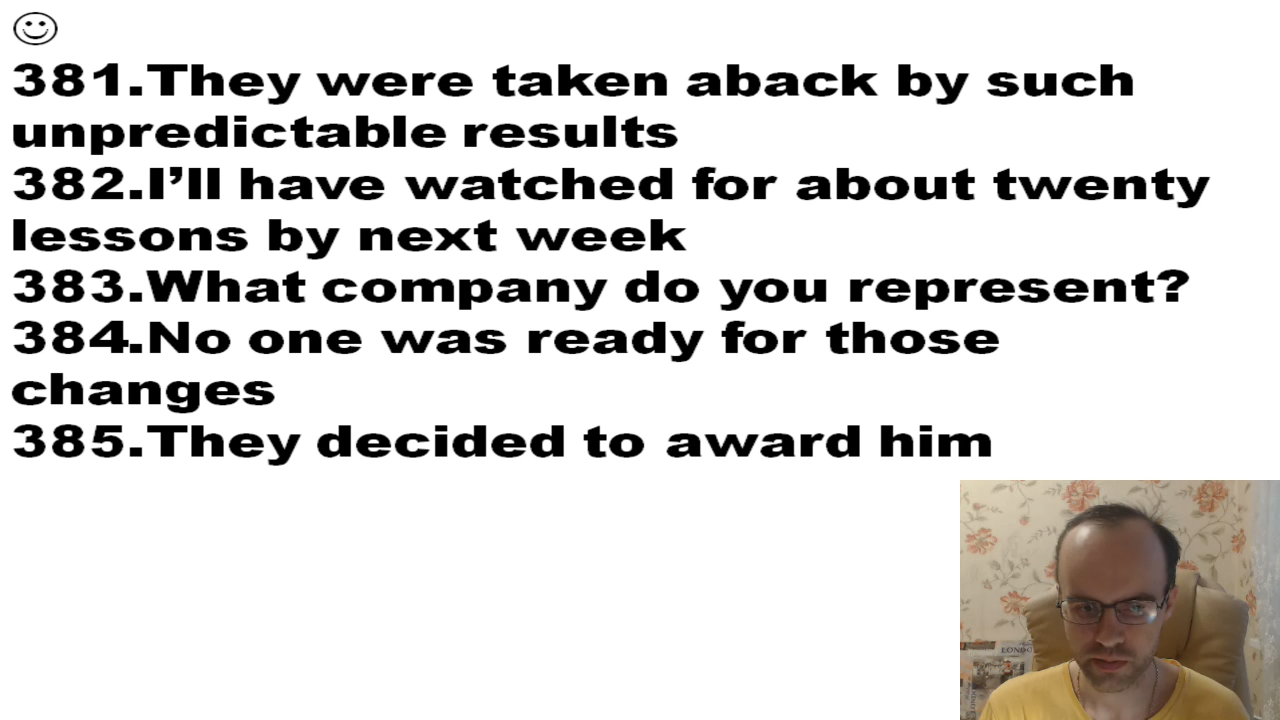 381.They were taken aback by such
unpredictable results
382.I’ll have watched for about twenty
lessons by next week
383.What company do you represent?
384.No one was ready for those
changes
385.They decided to award him